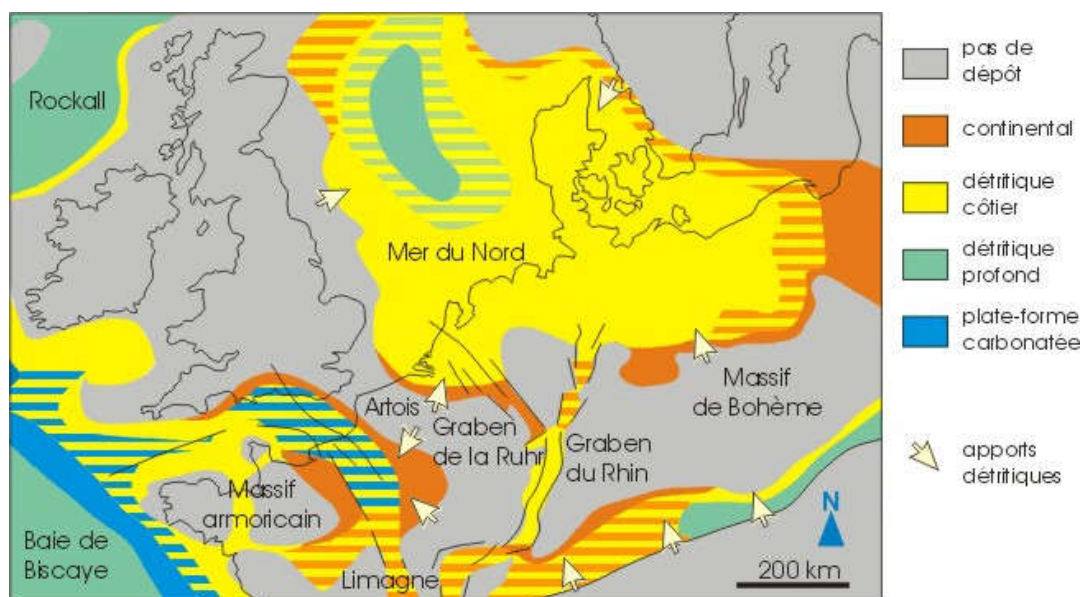 Rockall
Mer du Nord
Artois
Graben
de la Ruhr
Graben
du Rhin
Massif
de Bohème
Massif
armoricain
Baie de
Biscaye
Limagne
N
200 km
pas de
dépôt
continental
détritique
côtier
détritique
profond
plate-forme
carbonatée
apports
détritiques